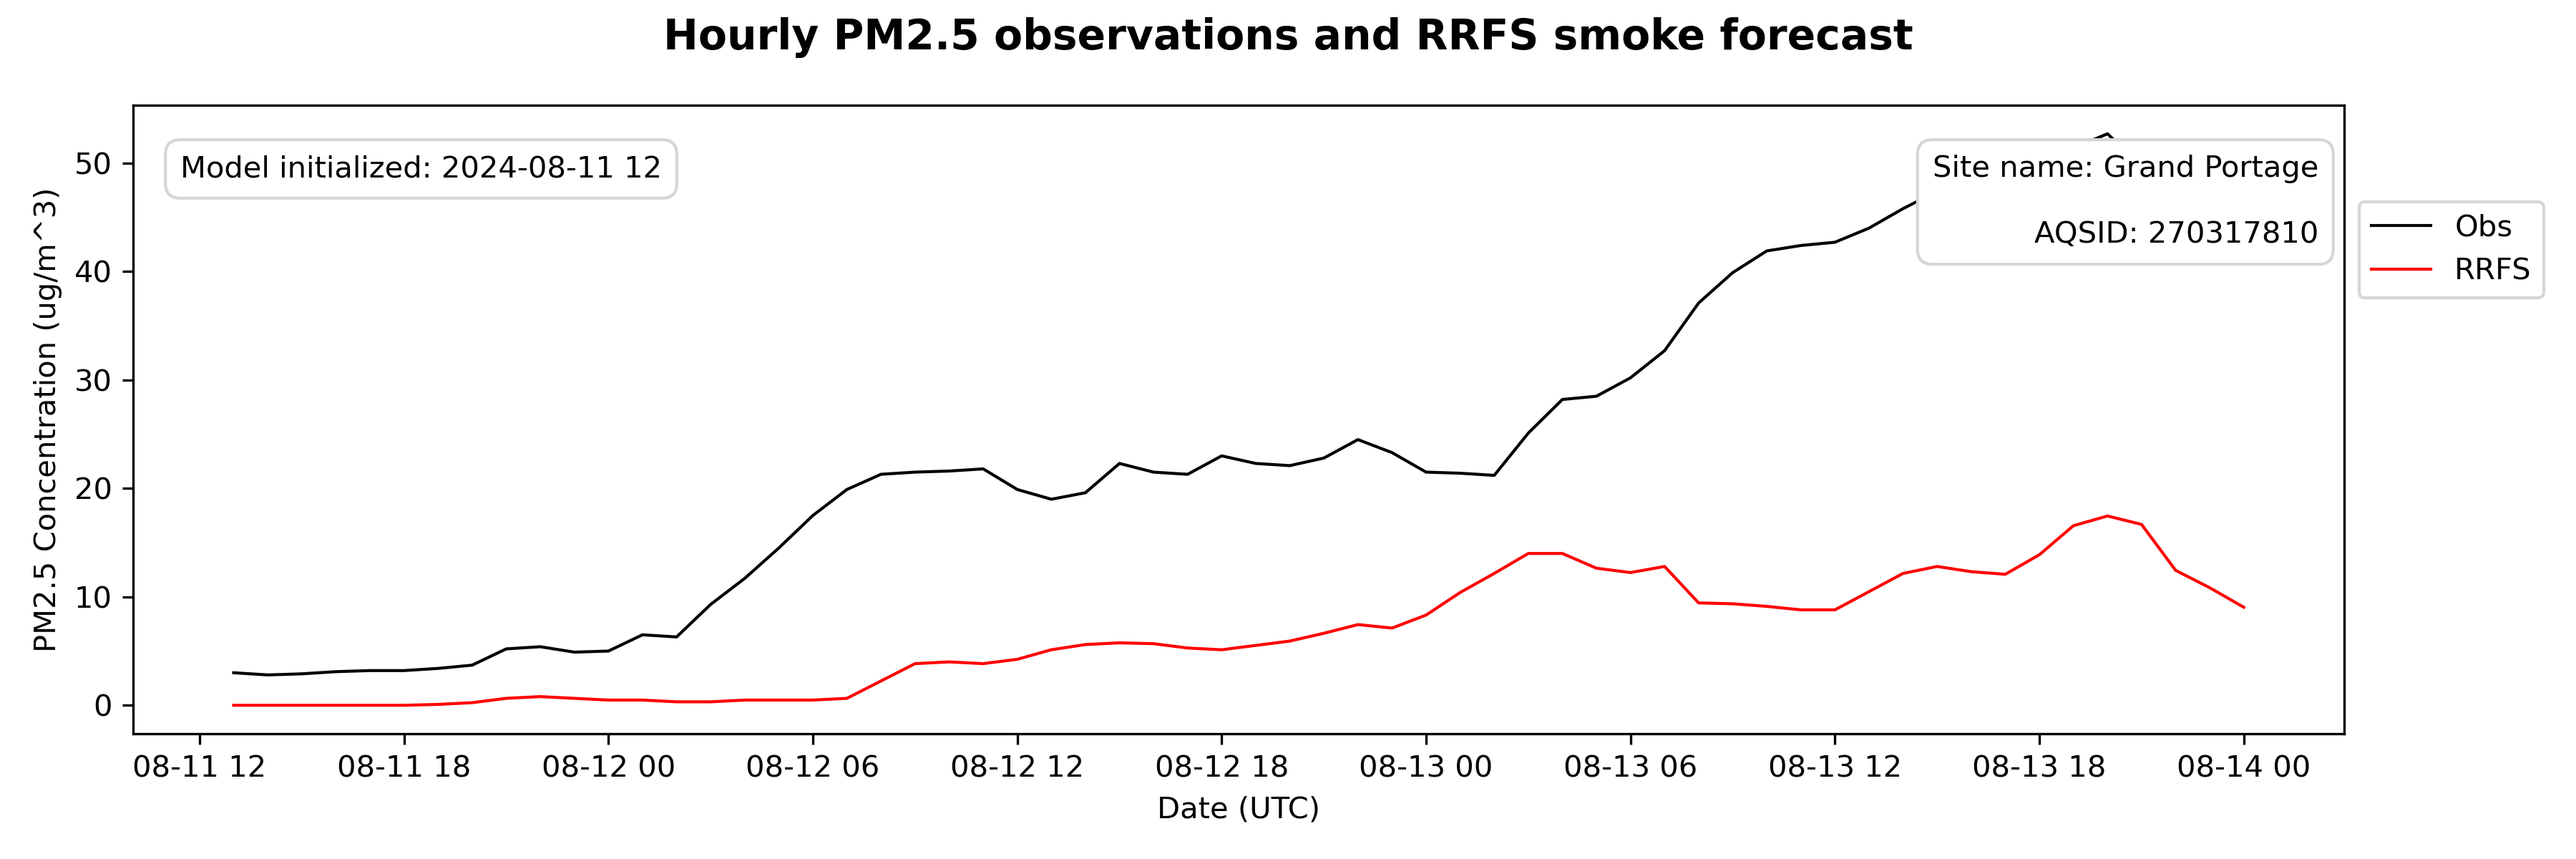 Hourly PM2.5 observations and RRFS smoke forecast
Model initialized: 2024-08-11 12
Site name: Grand Portage
AQSID: 270317810
Obs
RRFS
PM2.5 Concentration (ug/m^3)
50
40
30
20
10
0
08-11 12
08-11 18
08-12 00
08-12 06
08-12 12
08-12 18
08-13 00
08-13 06
08-13 12
08-13 18
08-14 00
Date (UTC)